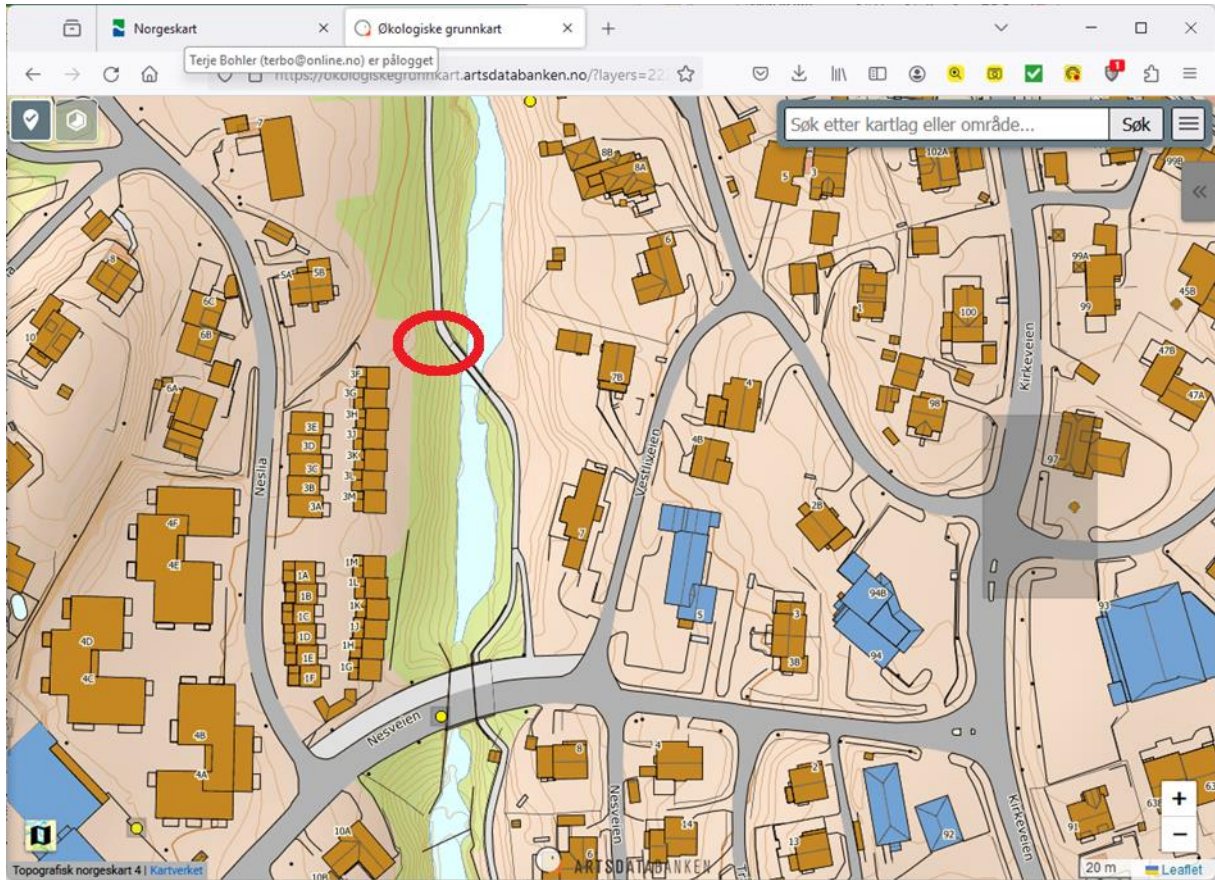 Norgeskart
Økologiske grunnkart
Terje Bohler (terbo@online.no) er pålogget
https://okologiskegrunnkart.artsdatabanken.no/?layers=22
1
Søk etter kartlag eller område...
Søk
7
8B
8A
5
3
102A
99B
8
5A
5B
6
99A
6C
99
45B
1
100
10
6B
Kirkeveien
47B
3F
7B
6A
3G
4
47A
3H
98
3E
3J
3D
3K
4B
97
Neslia
3C
3L
Vestliveien
3B
3M
3A
4F
2B
7
4E
1M
1A
1L
94B
1B
1K
5
3
93
1C
1J
4D
1D
1H
94
1E
1G
3B
4C
1F
Nesveien
4B
8
4
4A
2
Nesveien
Kirkeveien
63B
63
+
10A
14
13
92
91
−
6
10B
ARTSDATABANKEN
20 m
Leaflet
Topografisk norgeskart 4 | Kartverket